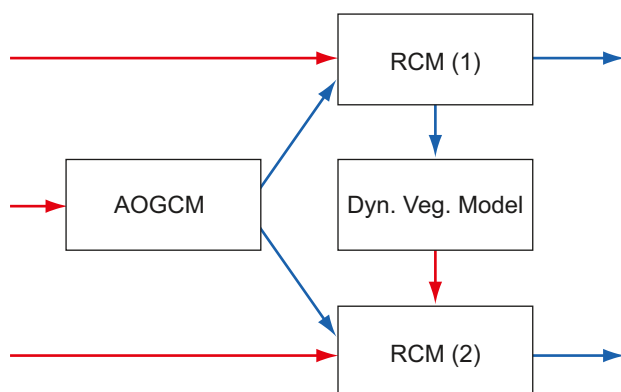 RCM (1)
AOGCM
Dyn. Veg. Model
RCM (2)